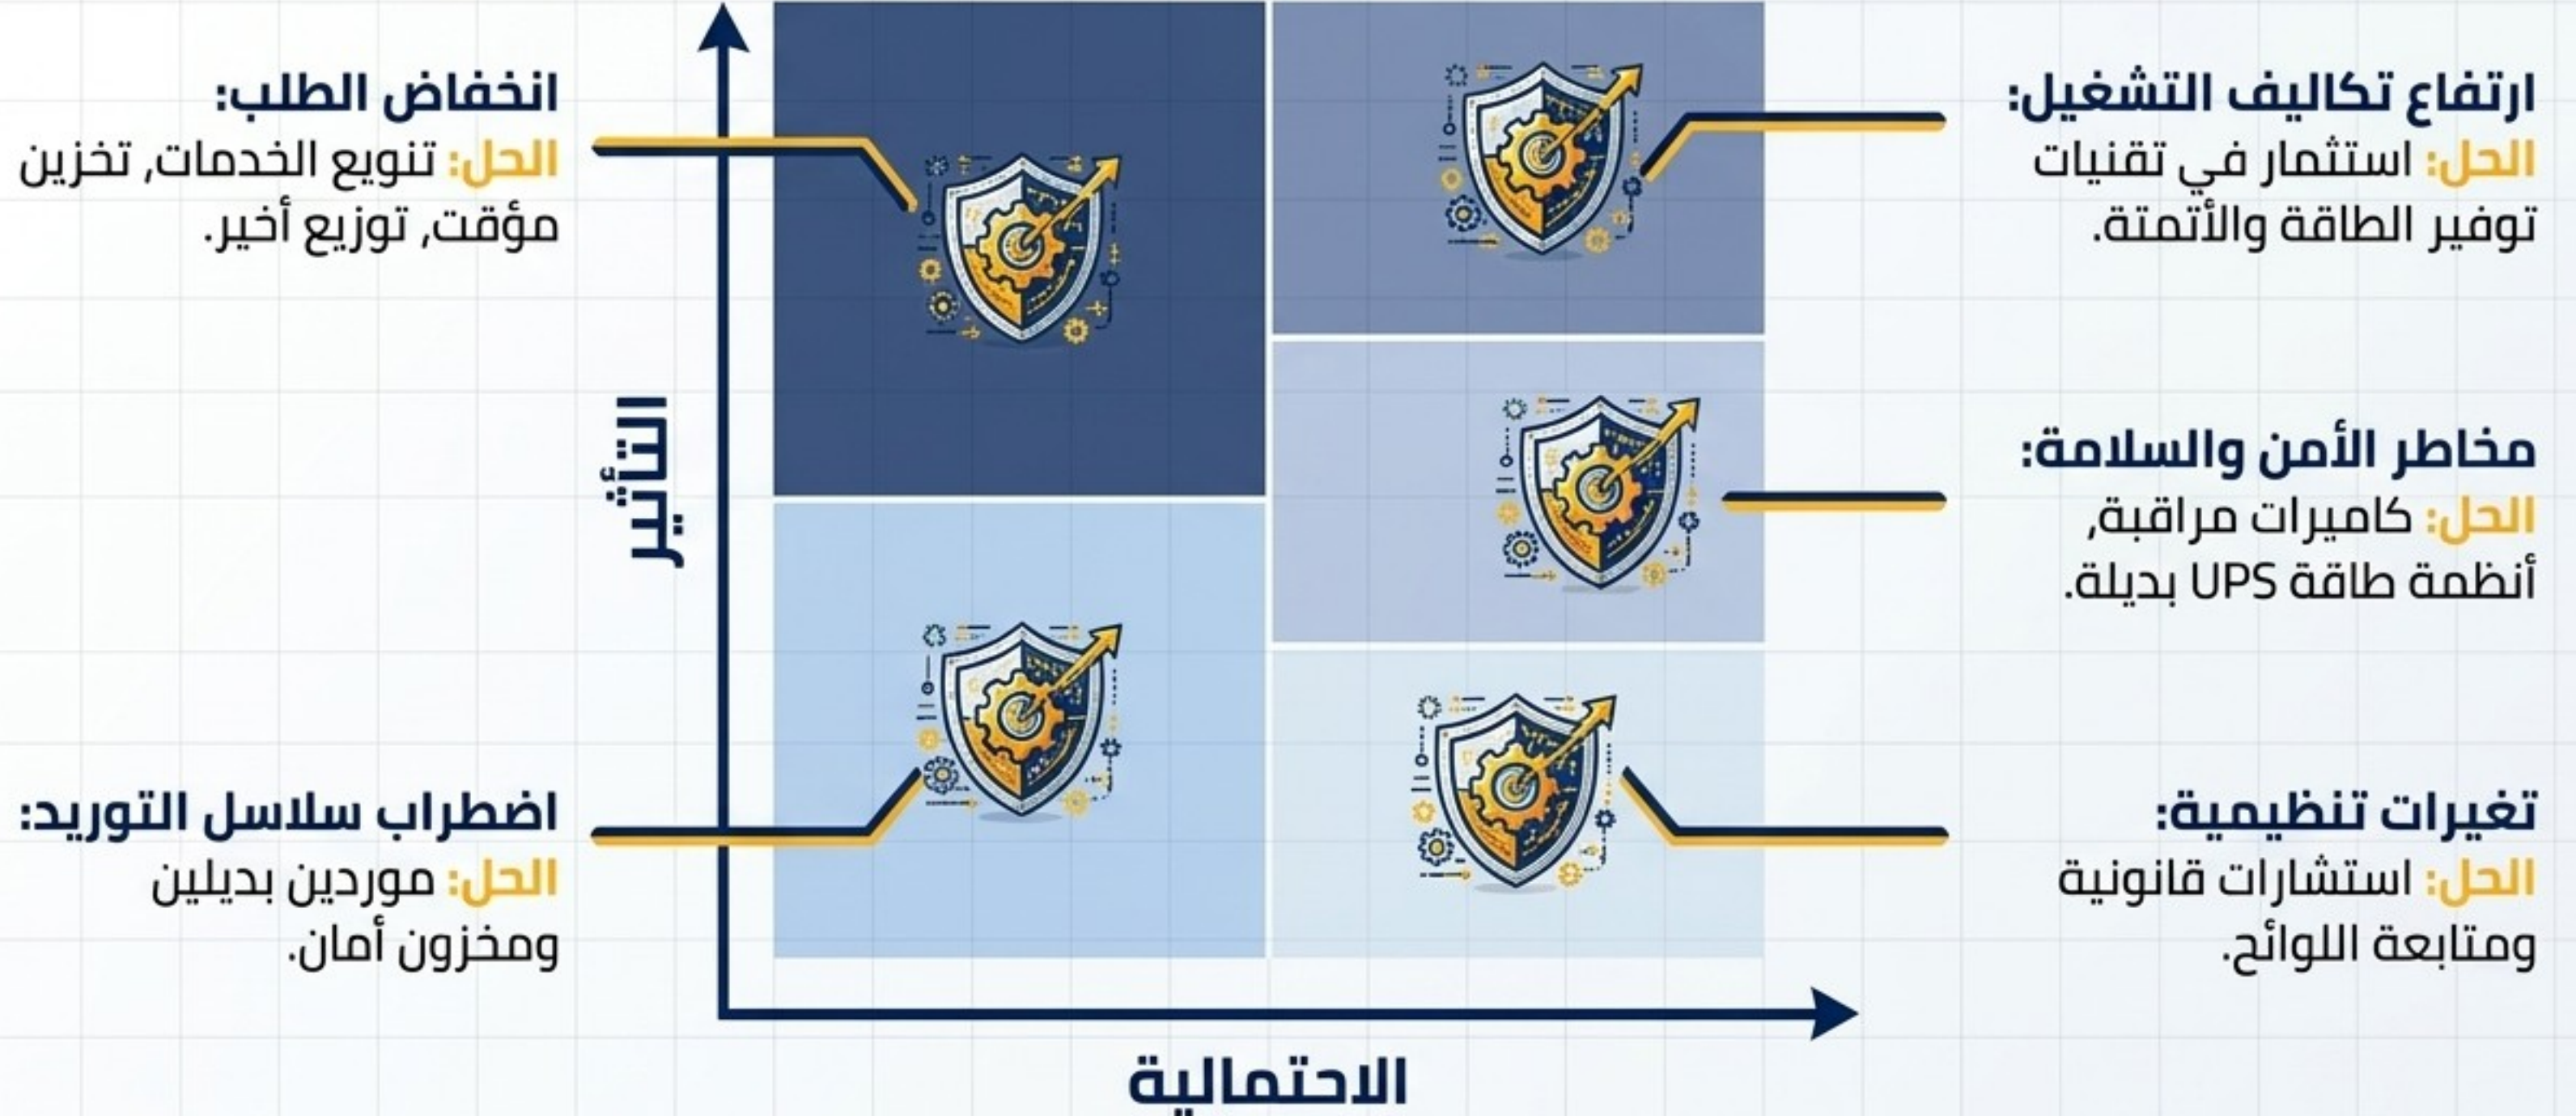 ارتفاع تكاليف التشغيل:
الحل: استثمار في تقنيات
توفير الطاقة والأتمتة.
مخاطر الأمن والسلامة:
الحل: كاميرات مراقبة,
أنظمة طاقة UPS بديلة.
تغيرات تنظيمية:
الحل: استشارات قانونية
ومتابعة اللوائح.
انخفاض الطلب:
الحل: تنويع الخدمات, تخزين
مؤقت, توزيع أخير.
اضطراب سلاسل التوريد:
الحل: موردين بديلين
ومخزون أمان.
التأثير
الاحتمالية